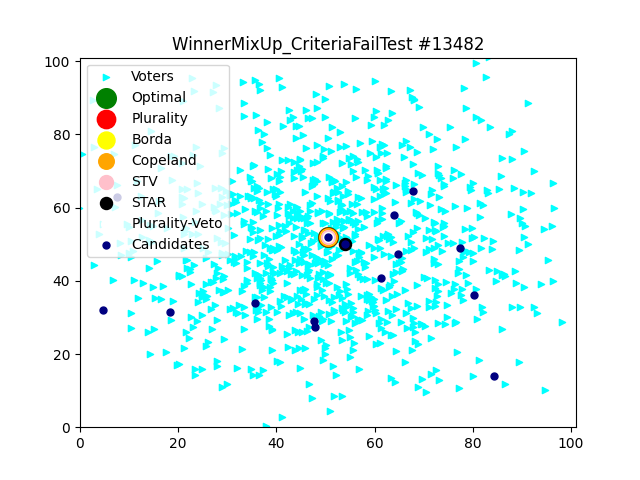 WinnerMixUp_CriteriaFailTest #13482
100
80
60
40
20
0
Voters
Optimal
Plurality
Borda
Copeland
STV
STAR
Plurality-Veto
Candidates
0 20 40 60 80 100